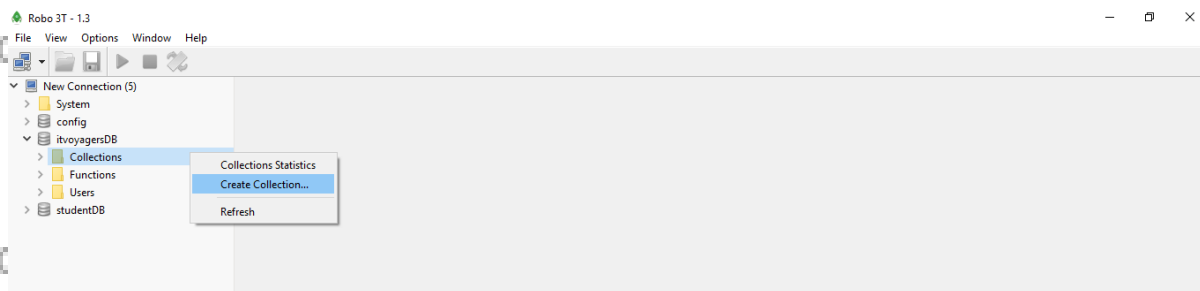 Robo 3T - 1.3
File View Options Window Help
New Connection (5)
System
config
itvoyagersDB
Collections
Functions
Users
studentDB
Collections Statistics
Create Collection...
Refresh